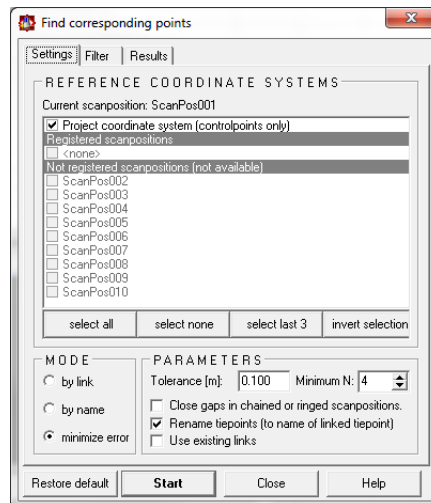 Find corresponding points
Settings Filter Results
REFERENCE COORDINATE SYSTEMS
Current scanposition: ScanPos001
Project coordinate system (controlpoints only)
Registered scanpositions
<none>
Not registered scanpositions (not available)
ScanPos002
ScanPos003
ScanPos004
ScanPos005
ScanPos006
ScanPos007
ScanPos008
ScanPos009
ScanPos010
select all select none select last 3 invert selection
MODE
by link
by name
minimize error
PARAMETERS
Tolerance [m]: 0.100 Minimum N: 4
Close gaps in chained or ringed scanpositions.
Rename tiepoints (to name of linked tiepoint)
Use existing links
Restore default Start Close Help